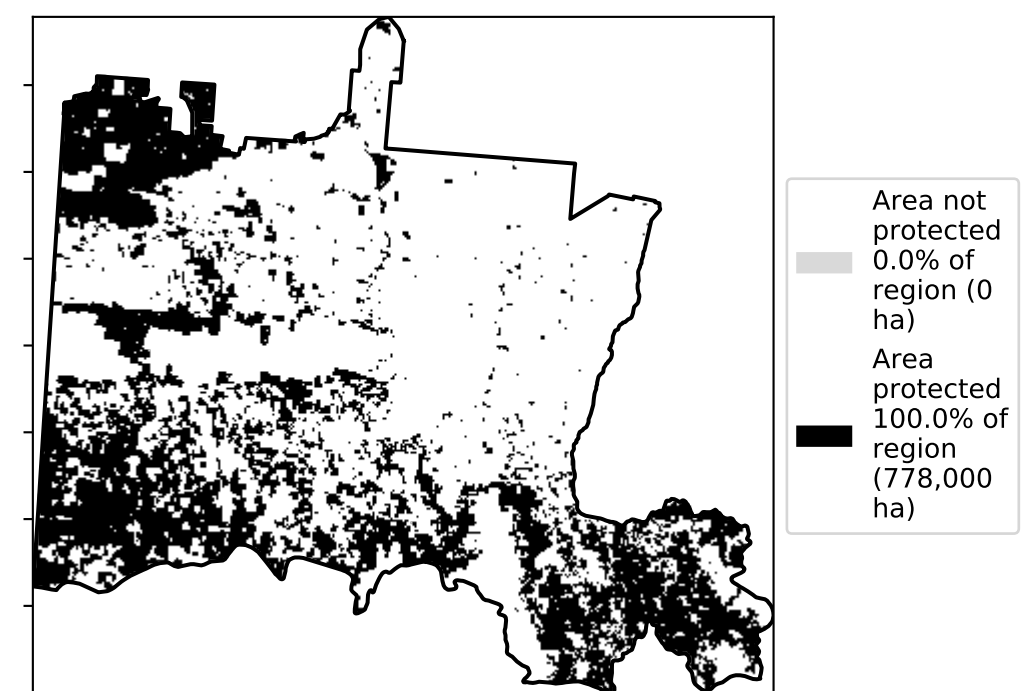 Area not
protected
0.0% of
region (0
ha)
Area
protected
100.0% of
region
(778,000
ha)